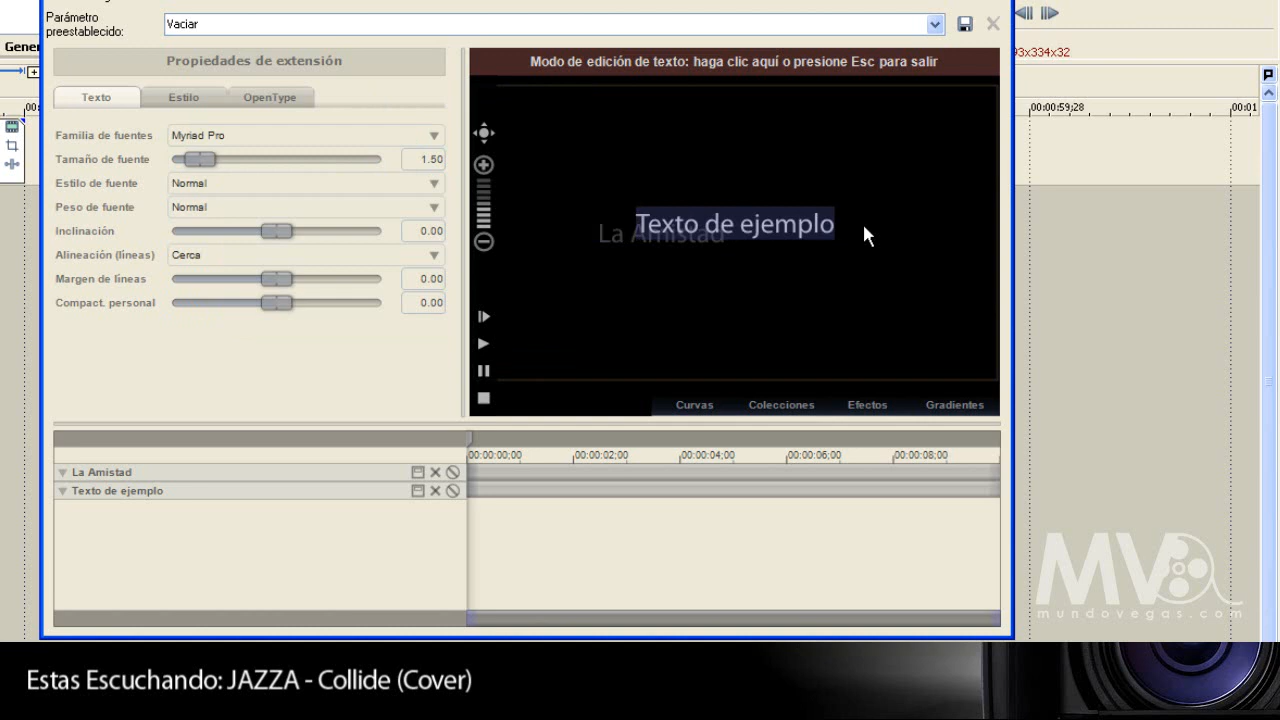 Parámetro
preestablecido:
Vaciar
Gener
93x334x32
Propiedades de extensión
Modo de edición de texto: haga clic aquí o presione Esc para salir
Texto Estilo OpenType
00:00:59;28 00:01
Familia de fuentes Myriad Pro
Tamaño de fuente 1.50
Estilo de fuente Normal
Peso de fuente Normal
Inclinación 0.00
Alineación (líneas) Cerca
Margen de líneas 0.00
Compact. personal 0.00
Texto de ejemplo
La Amistad
Curvas Colecciones Efectos Gradientes
00:00:00;00 00:00:02;00 00:00:04;00 00:00:06;00 00:00:08;00
La Amistad
Texto de ejemplo
MV
mundovegas.com
Estas Escuchando: JAZZA - Collide (Cover)